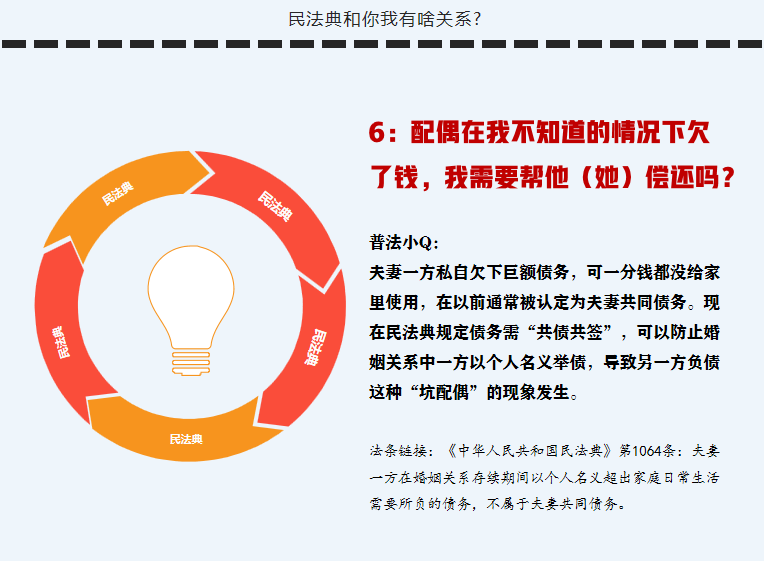 民法典和你我有啥关系?
6：配偶在我不知道的情况下欠
了钱，我需要帮他（她）偿还吗?
民法典
民法典
民法典
民法典
民法典
普法小Q：
夫妻一方私自欠下巨额债务，可一分钱都没给家
里使用，在以前通常被认定为夫妻共同债务。现
在民法典规定债务需“共债共签”，可以防止婚
姻关系中一方以个人名义举债，导致另一方负债
这种“坑配偶”的现象发生。
法条链接：《中华人民共和国民法典》第1064条：夫妻
一方在婚姻关系存续期间以个人名义超出家庭日常生活
需要所负的债务，不属于夫妻共同债务。